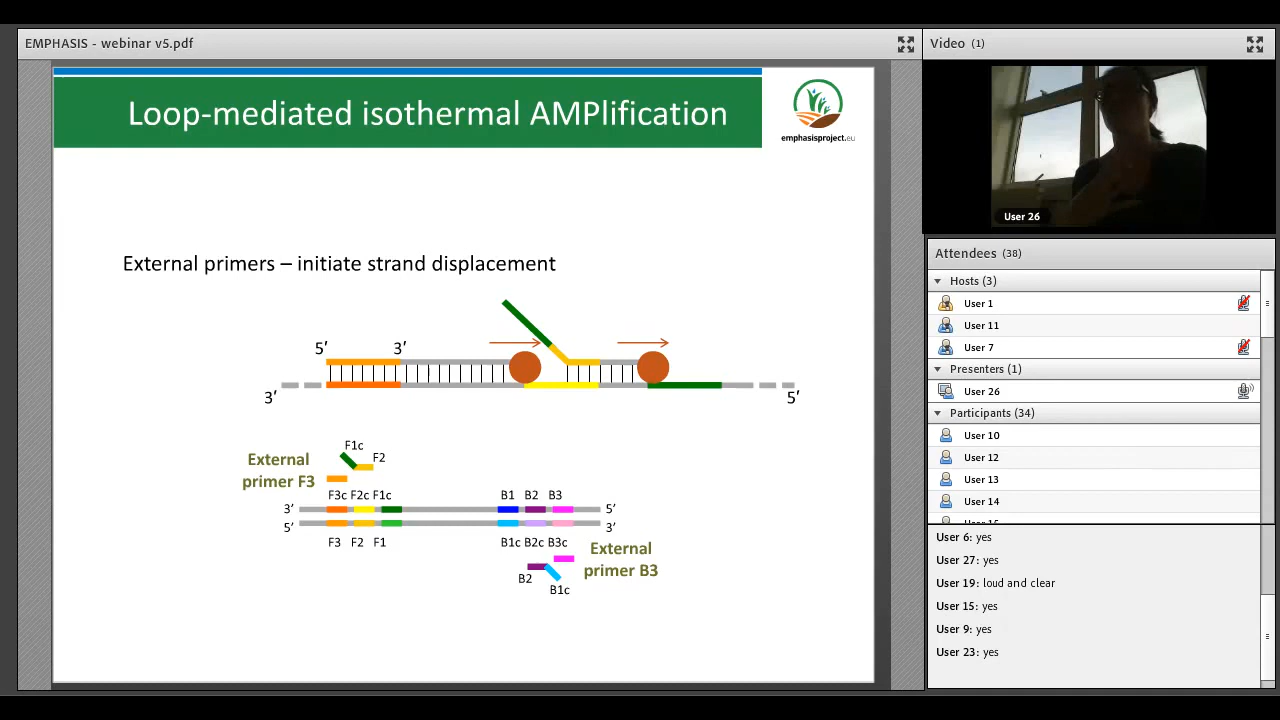 EMPHASIS - webinar v5.pdf
Loop-mediated isothermal AMPlification
emphasisproject.eu
External primers – initiate strand displacement
5′ 3′
3′ 5′
F1c
F2
External
primer F3
F3c F2c F1c B1 B2 B3
3′ 5′
5′ 3′
F3 F2 F1 B1c B2c B3c
External
primer B3
B2
B1c
Video (1)
User 26
Attendees (38)
Hosts (3)
User 1
User 11
User 7
Presenters (1)
User 26
Participants (34)
User 10
User 12
User 13
User 14
User 6: yes
User 27: yes
User 19: loud and clear
User 15: yes
User 9: yes
User 23: yes